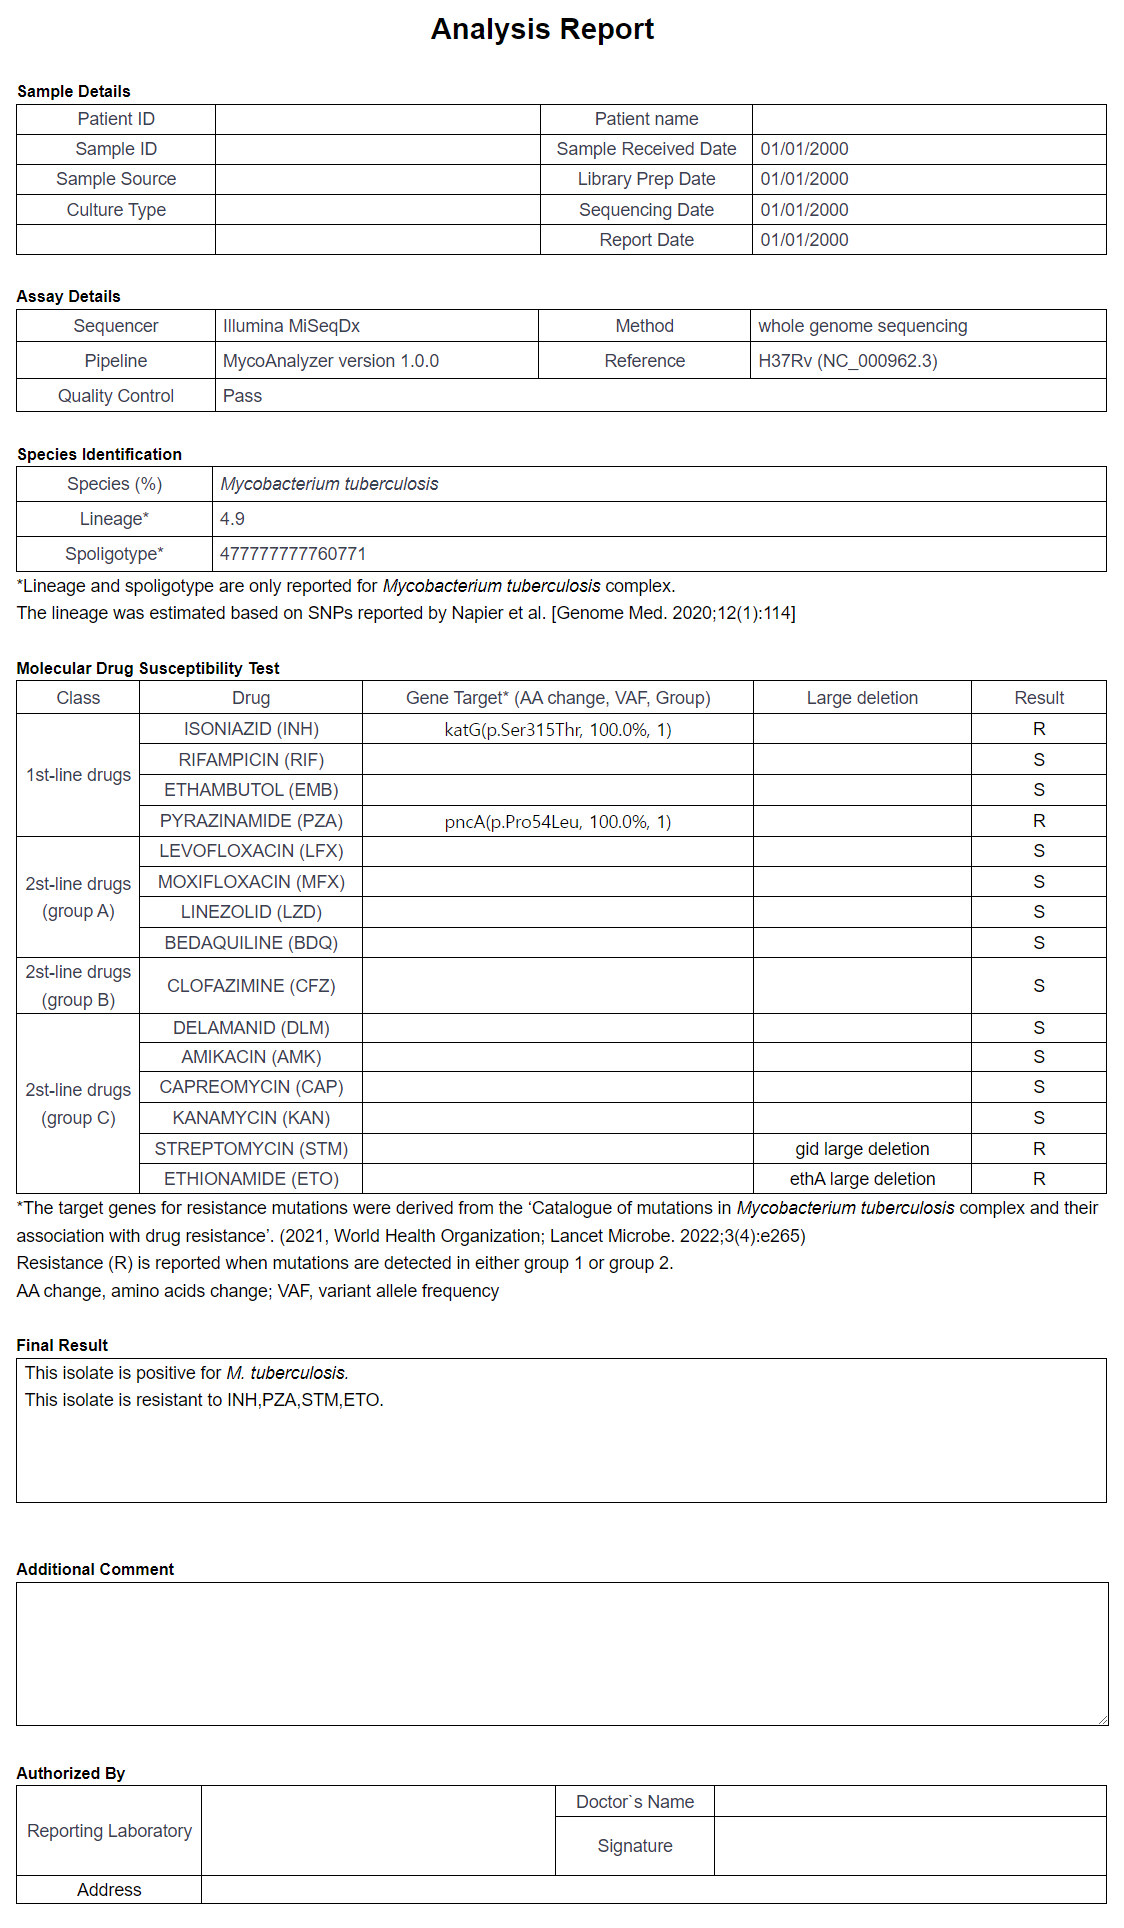 Analysis Report
Sample Details
Patient ID Patient name
Sample ID Sample Received Date 01/01/2000
Sample Source Library Prep Date 01/01/2000
Culture Type Sequencing Date 01/01/2000
Report Date 01/01/2000
Assay Details
Sequencer Illumina MiSeqDx Method whole genome sequencing
Pipeline MycoAnalyzer version 1.0.0 Reference H37Rv (NC_000962.3)
Quality Control Pass
Species Identification
Species (%) Mycobacterium tuberculosis
Lineage* 4.9
Spoligotype* 477777777760771
*Lineage and spoligotype are only reported for Mycobacterium tuberculosis complex.
The lineage was estimated based on SNPs reported by Napier et al. [Genome Med. 2020;12(1):114]
Molecular Drug Susceptibility Test
Class Drug Gene Target* (AA change, VAF, Group) Large deletion Result
1st-line drugs
ISONIAZID (INH) katG(p.Ser315Thr, 100.0%, 1) R
RIFAMPICIN (RIF) S
ETHAMBUTOL (EMB) S
PYRAZINAMIDE (PZA) pncA(p.Pro54Leu, 100.0%, 1) R
2st-line drugs
(group A)
LEVOFLOXACIN (LFX) S
MOXIFLOXACIN (MFX) S
LINEZOLID (LZD) S
BEDAQUILINE (BDQ) S
2st-line drugs
(group B)
CLOFAZIMINE (CFZ) S
2st-line drugs
(group C)
DELAMANID (DLM) S
AMIKACIN (AMK) S
CAPREOMYCIN (CAP) S
KANAMYCIN (KAN) S
STREPTOMYCIN (STM) gid large deletion R
ETHIONAMIDE (ETO) ethA large deletion R
*The target genes for resistance mutations were derived from the ‘Catalogue of mutations in Mycobacterium tuberculosis complex and their
association with drug resistance’. (2021, World Health Organization; Lancet Microbe. 2022;3(4):e265)
Resistance (R) is reported when mutations are detected in either group 1 or group 2.
AA change, amino acids change; VAF, variant allele frequency
Final Result
This isolate is positive for M. tuberculosis.
This isolate is resistant to INH,PZA,STM,ETO.
Additional Comment
Authorized By
Reporting Laboratory
Doctor`s Name
Signature
Address